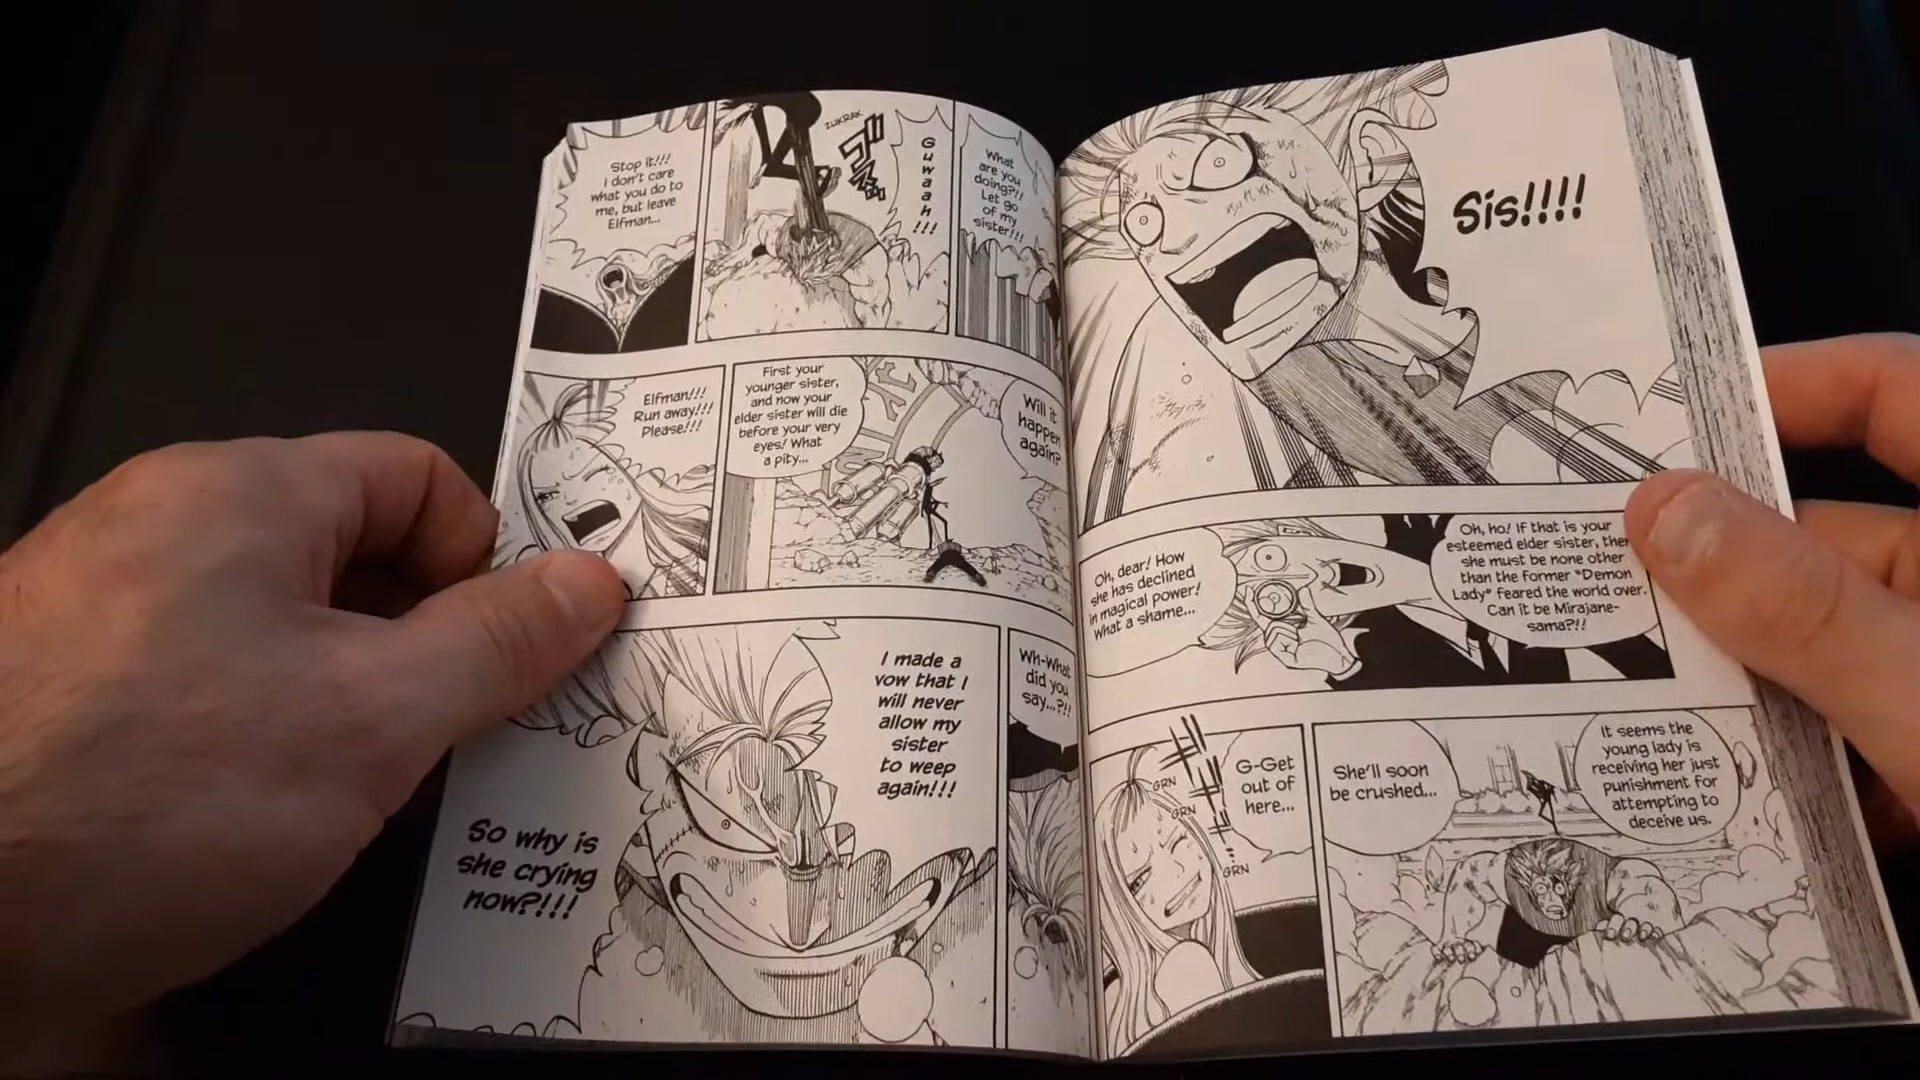 Sis!!!!
Oh, ho! If that is your
esteemed elder sister, then
she must be none other
than the former "Demon
Lady" feared the world over.
Can it be Mirajane-
sama?!!
Oh, dear! How
she has declined
in magical power!
What a shame...
It seems the
young lady is
receiving her just
punishment for
attempting to
deceive us.
She'll soon
be crushed...
G-Get
out of
here...
GRN
GRN
GRN
What
are you
doing?!!
Let go
of my
sister!!!
Guwaah!!!
ZUKRAK
Stop it!!!
I don't care
what you do to
me, but leave
Elfman...
Will it
happen
again?
First your
younger sister,
and now your
elder sister will die
before your very
eyes! What
a pity...
Elfman!!!
Run away!!!
Please!!!
Wh-What
did you
say...?!!
I made a
vow that I
will never
allow my
sister
to weep
again!!!
So why is
she crying
now?!!!